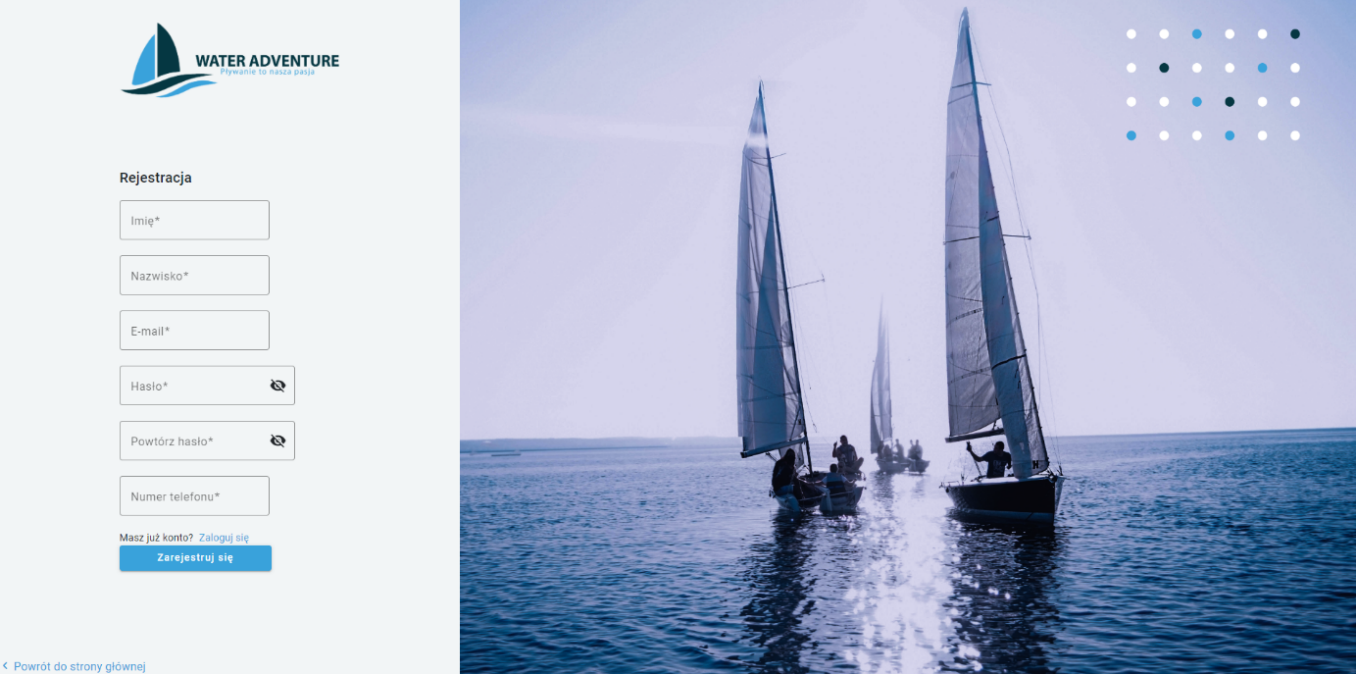 WATER ADVENTURE
Pływanie to nasza pasja
Rejestracja
Imię*
Nazwisko*
E-mail*
Hasło*
Powtórz hasło*
Numer telefonu*
Masz już konto? Zaloguj się
Zarejestruj się
< Powrót do strony głównej